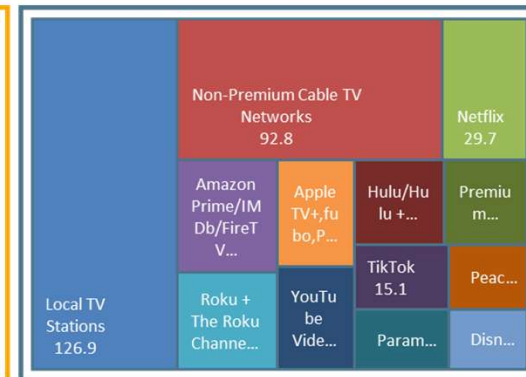 Local TV
Stations
126.9
Non-Premium Cable TV
Networks
92.8
Netflix
29.7
Amazon
Prime/IM
Db/FireT
V...
Apple
TV+,fu
bo,P...
Hulu/Hu
lu +...
Premiu
m...
Roku +
The Roku
Channe...
YouTu
be
Vide...
TikTok
15.1
Peac...
Param...
Disn...